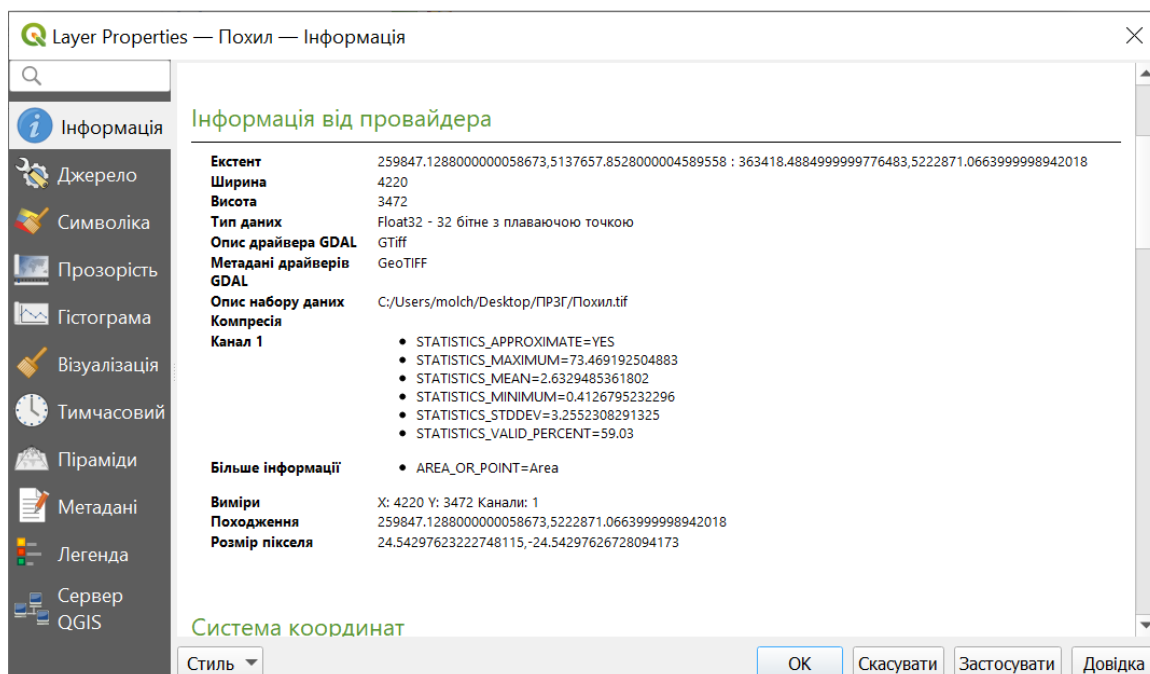 Layer Properties — Похил — Інформація
Інформація
Джерело
Символіка
Прозорість
Гістограма
Візуалізація
Тимчасовий
Піраміди
Метадані
Легенда
Сервер
QGIS
Інформація від провайдера
Екстент 259847.1288000000058673,5137657.8528000004589558 : 363418.4884999999776483,5222871.0663999998942018
Ширина 4220
Висота 3472
Тип даних Float32 - 32 бітне з плаваючою точкою
Опис драйвера GDAL GTiff
Метадані драйверів GeoTIFF
GDAL
Опис набору даних C:/Users/molch/Desktop/ПРЗГ/Похил.tif
Компресія
Канал 1 • STATISTICS_APPROXIMATE=YES
• STATISTICS_MAXIMUM=73.469192504883
• STATISTICS_MEAN=2.6329485361802
• STATISTICS_MINIMUM=0.4126795232296
• STATISTICS_STDDEV=3.2552308291325
• STATISTICS_VALID_PERCENT=59.03
Більше інформації • AREA_OR_POINT=Area
Виміри X: 4220 Y: 3472 Канали: 1
Походження 259847.1288000000058673,5222871.0663999998942018
Розмір пікселя 24.54297623222748115,-24.54297626728094173
Система координат
Стиль OK Скасувати Застосувати Довідка